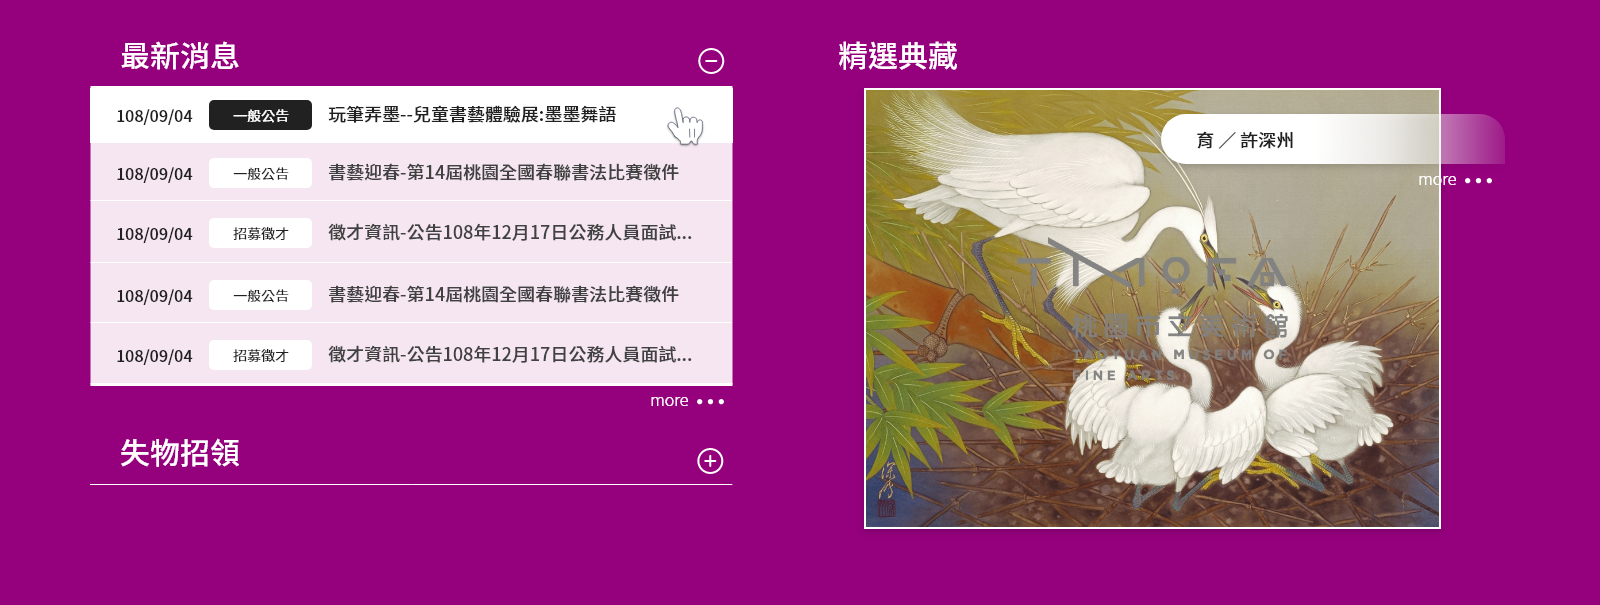 最新消息
108/09/04 一般公告 玩筆弄墨--兒童書藝體驗展:墨墨舞語
108/09/04 一般公告 書藝迎春-第14屆桃園全國春聯書法比賽徵件
108/09/04 招募徵才 徵才資訊-公告108年12月17日公務人員面試...
108/09/04 一般公告 書藝迎春-第14屆桃園全國春聯書法比賽徵件
108/09/04 招募徵才 徵才資訊-公告108年12月17日公務人員面試...
more
失物招領
精選典藏
育／許深州
more
TMOFA
桃園市立美術館
TAOYUAN MUSEUM OF
FINE ARTS